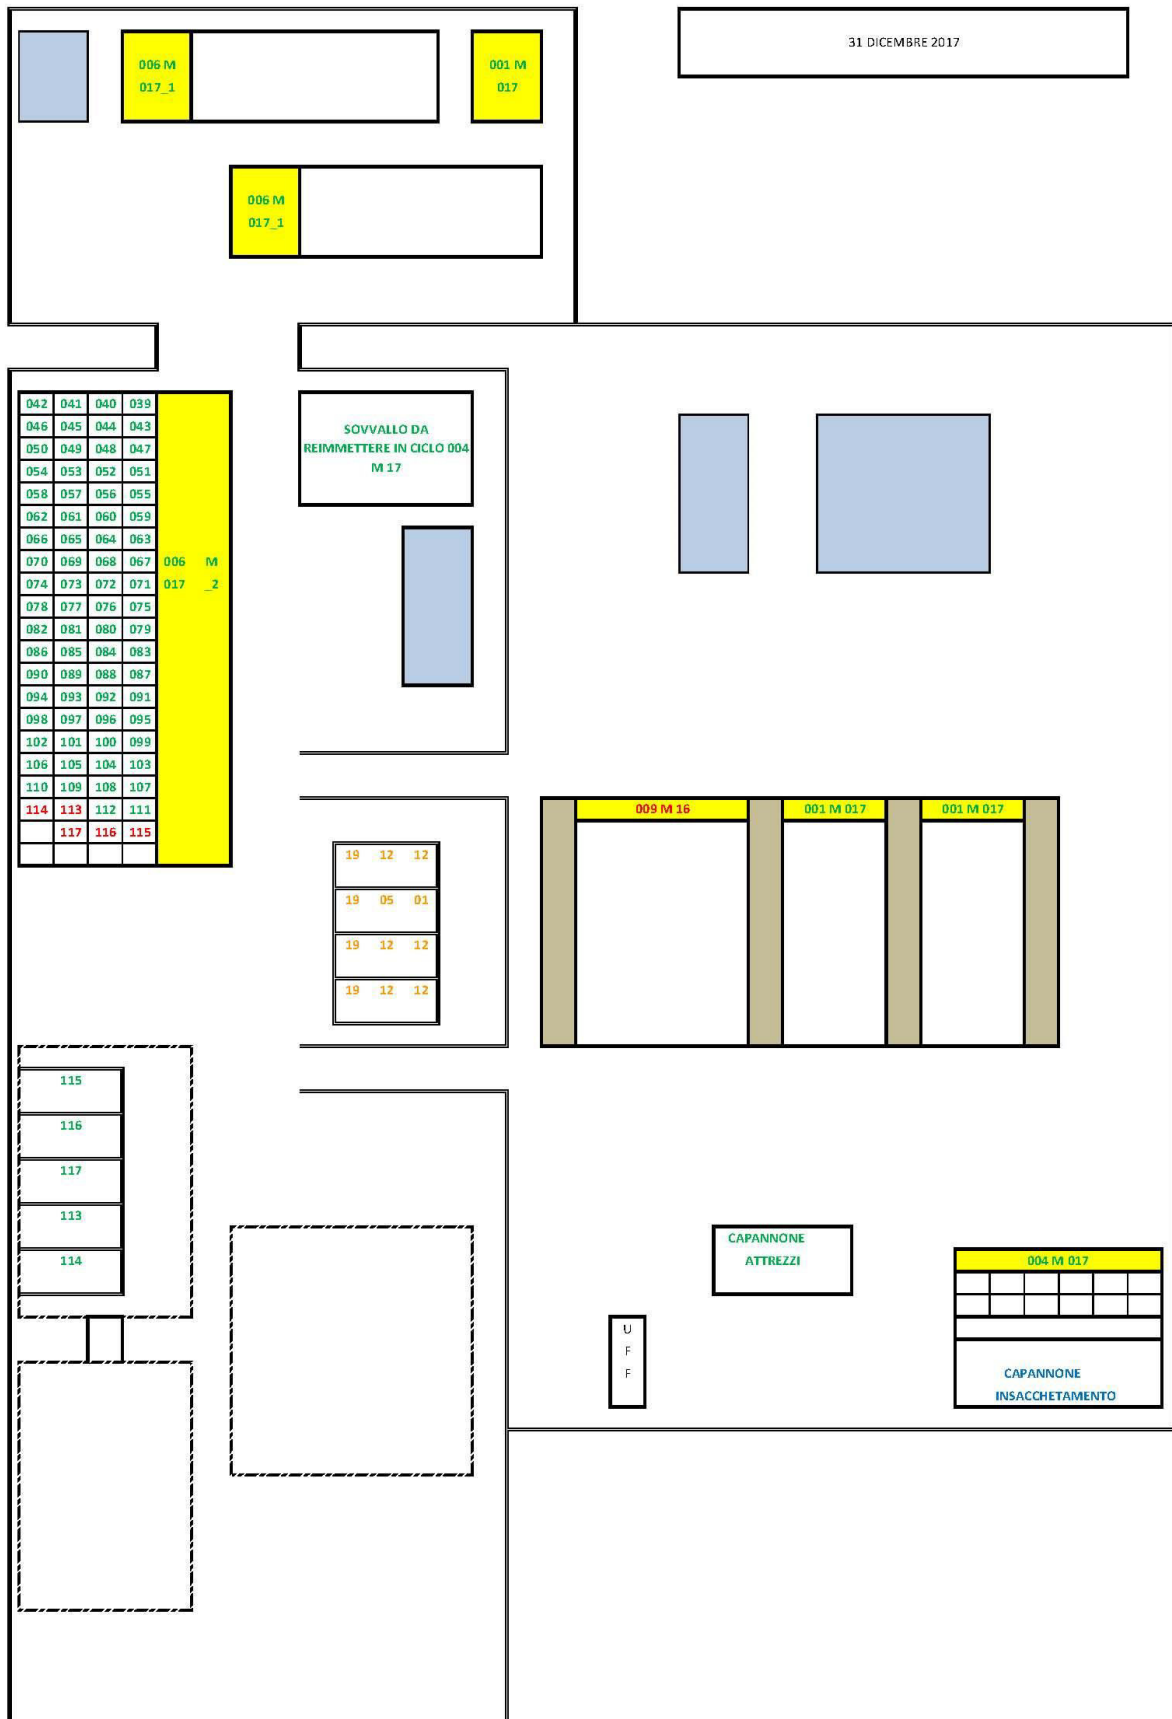 31 DICEMBRE 2017
006 M
017_1
001 M
017
006 M
017_1
042 041 040 039
046 045 044 043
050 049 048 047
054 053 052 051
058 057 056 055
062 061 060 059
066 065 064 063
070 069 068 067
074 073 072 071
078 077 076 075
082 081 080 079
086 085 084 083
090 089 088 087
094 093 092 091
098 097 096 095
102 101 100 099
106 105 104 103
110 109 108 107
114 113 112 111
117 116 115
006 M
017 _2
SOVVALLO DA
REIMMETTERE IN CICLO 004
M 17
009 M 16
001 M 017
001 M 017
19 12 12
19 05 01
19 12 12
19 12 12
115
116
117
113
114
CAPANNONE
ATTREZZI
004 M 017
U
F
F
CAPANNONE
INSACCHETAMENTO